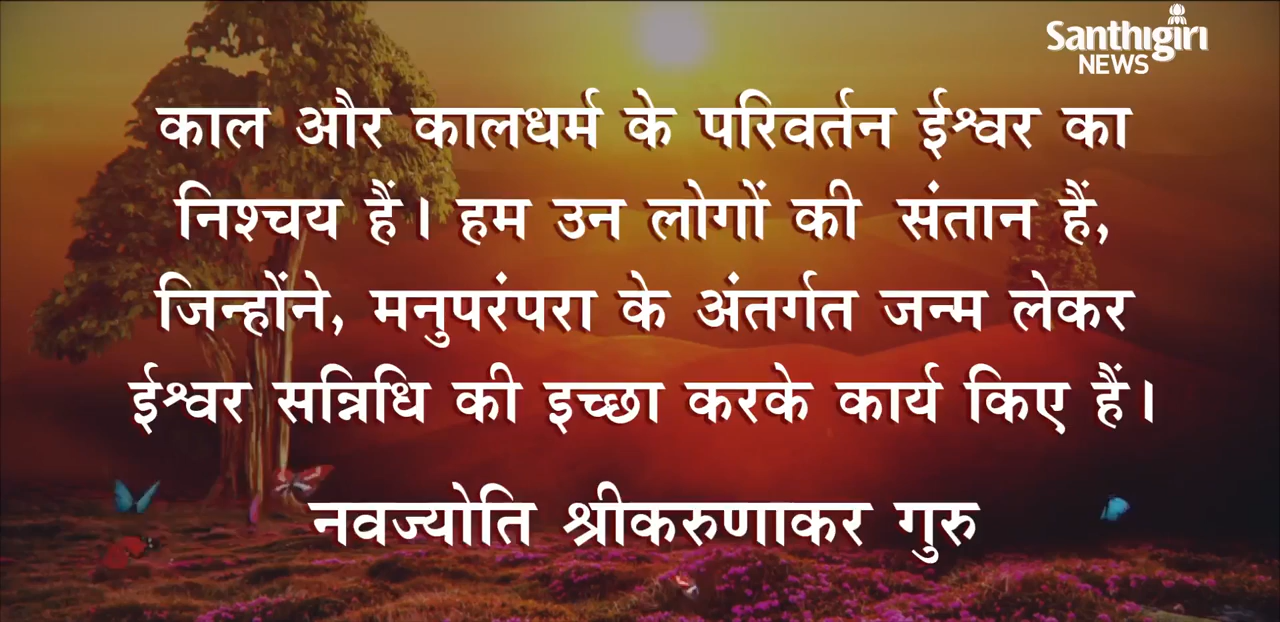 Santhigiri
NEWS
काल और कालधर्म के परिवर्तन ईश्वर का
निश्चय हैं। हम उन लोगों की संतान हैं,
जिन्होंने, मनुपरंपरा के अंतर्गत जन्म लेकर
ईश्वर सन्निधि की इच्छा करके कार्य किए हैं।
नवज्योति श्रीकरुणाकर गुरु